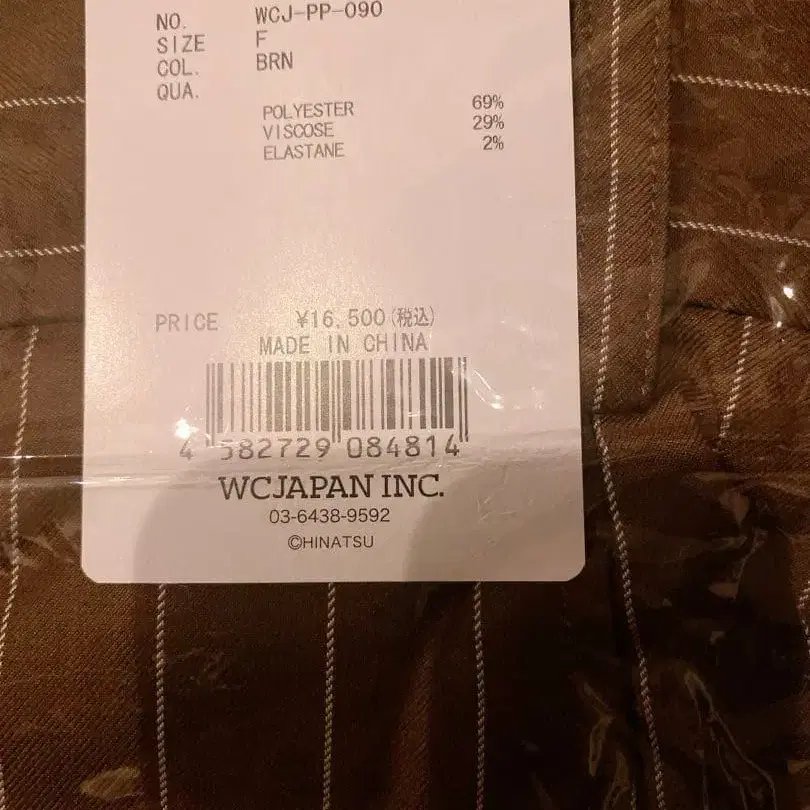 NO. WCJ-PP-090
SIZE F
COL. BRN
QUA.
POLYESTER 69%
VISCOSE 29%
ELASTANE 2%
PRICE ¥16,500(税込)
MADE IN CHINA
4 582729 084814
WCJAPAN INC.
03-6438-9592
©HINATSU